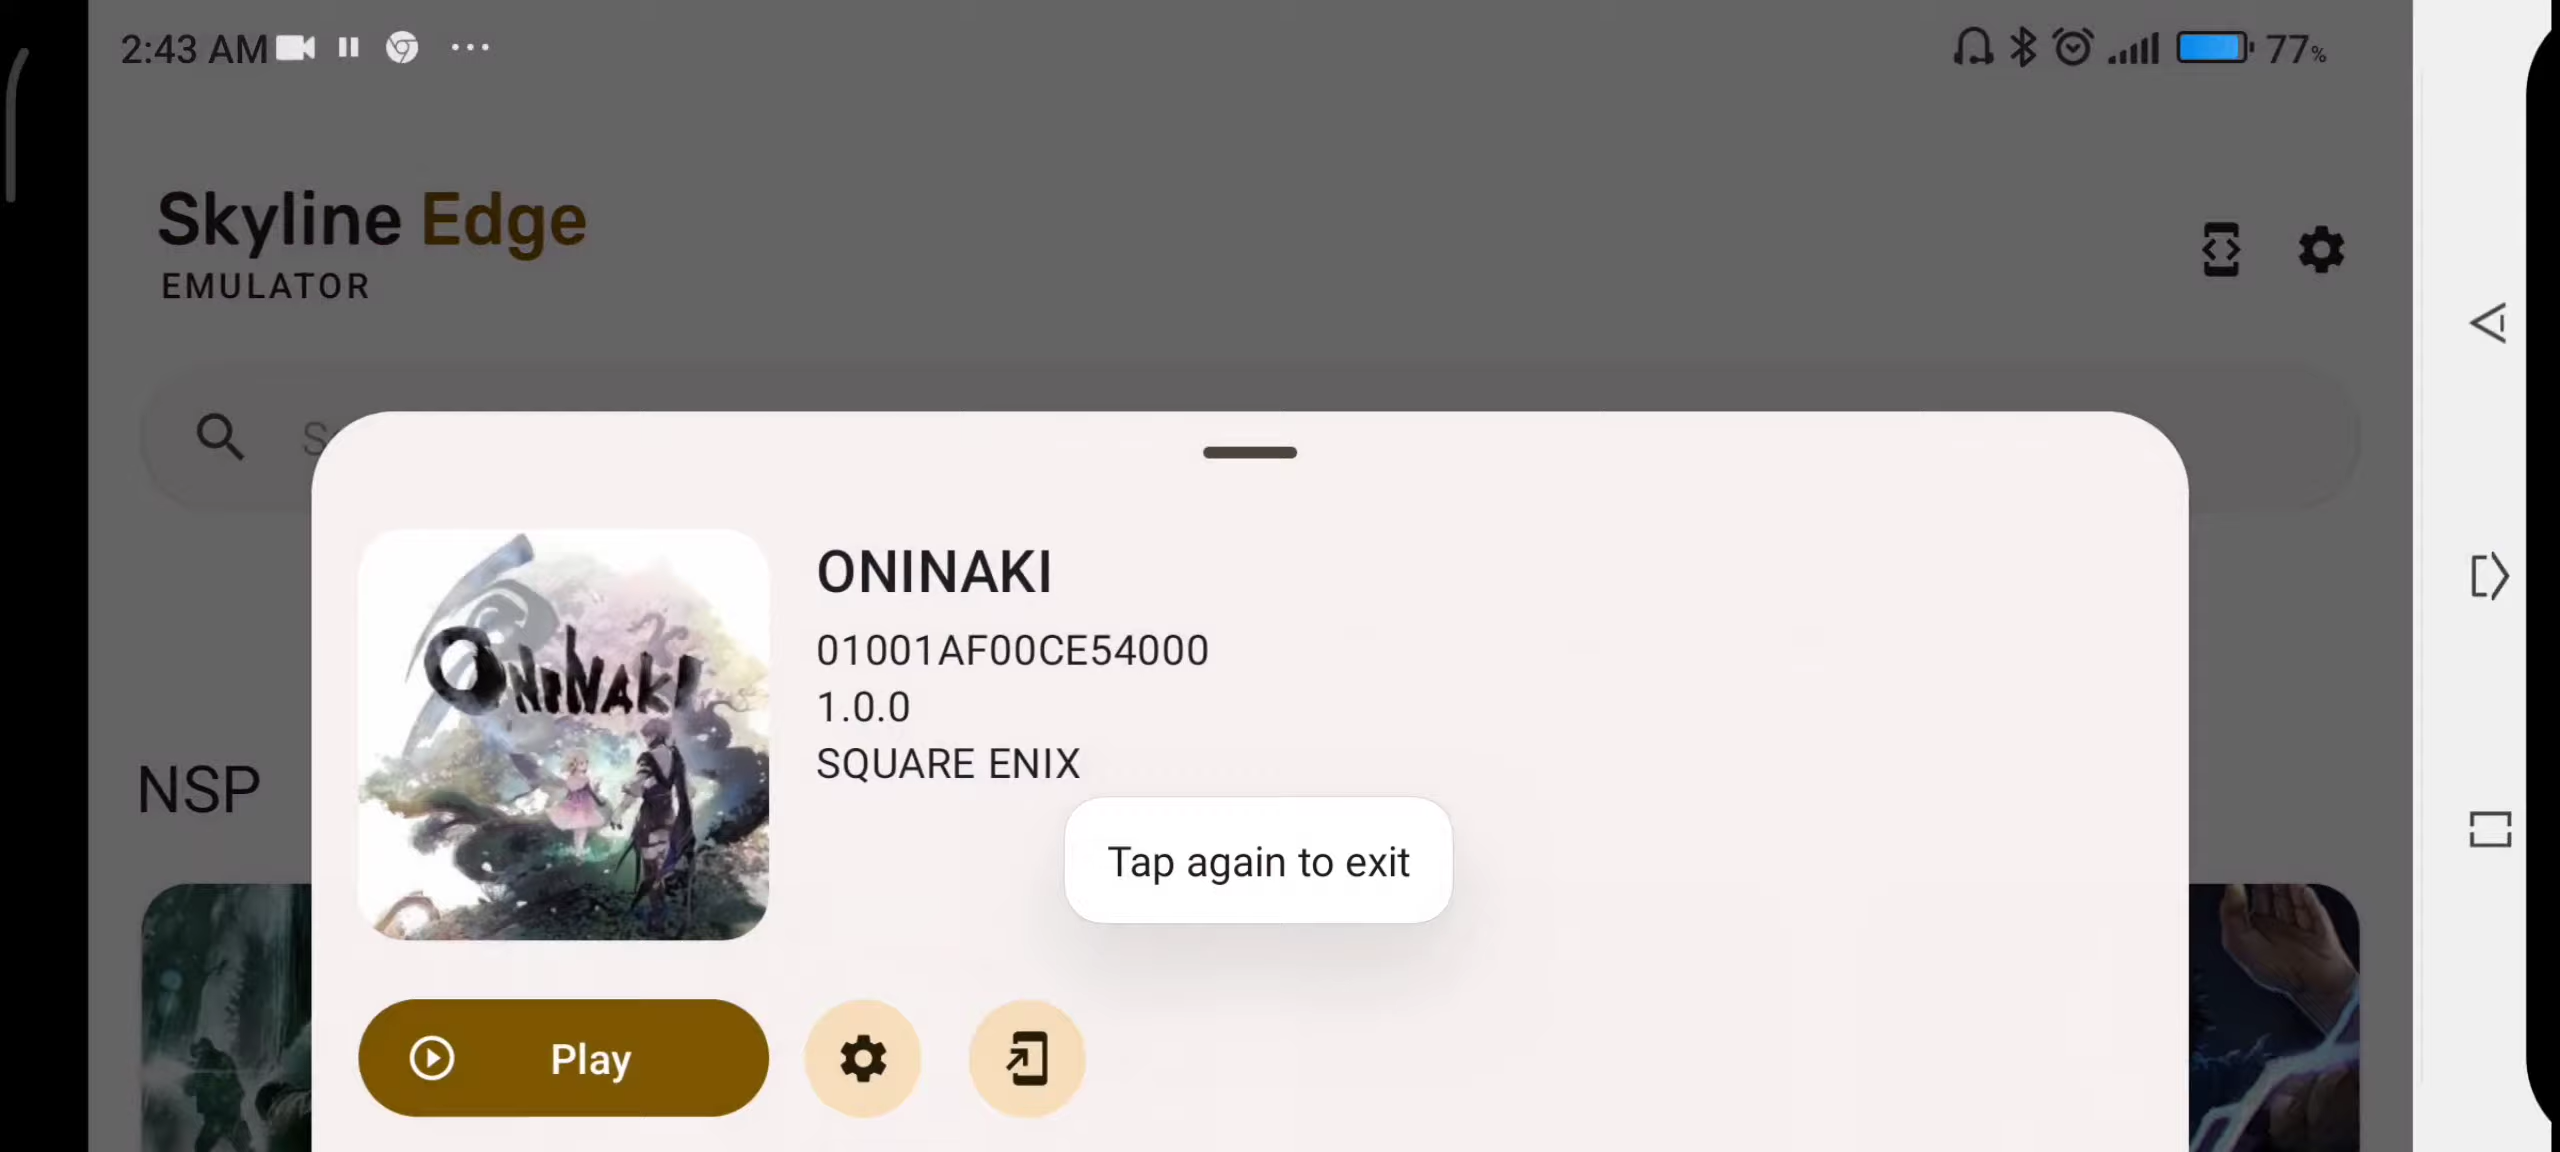 2:43 AM
77%
Skyline Edge
EMULATOR
S
ONINAKI
ONINAKI
01001AF00CE54000
1.0.0
SQUARE ENIX
NSP
Tap again to exit
Play